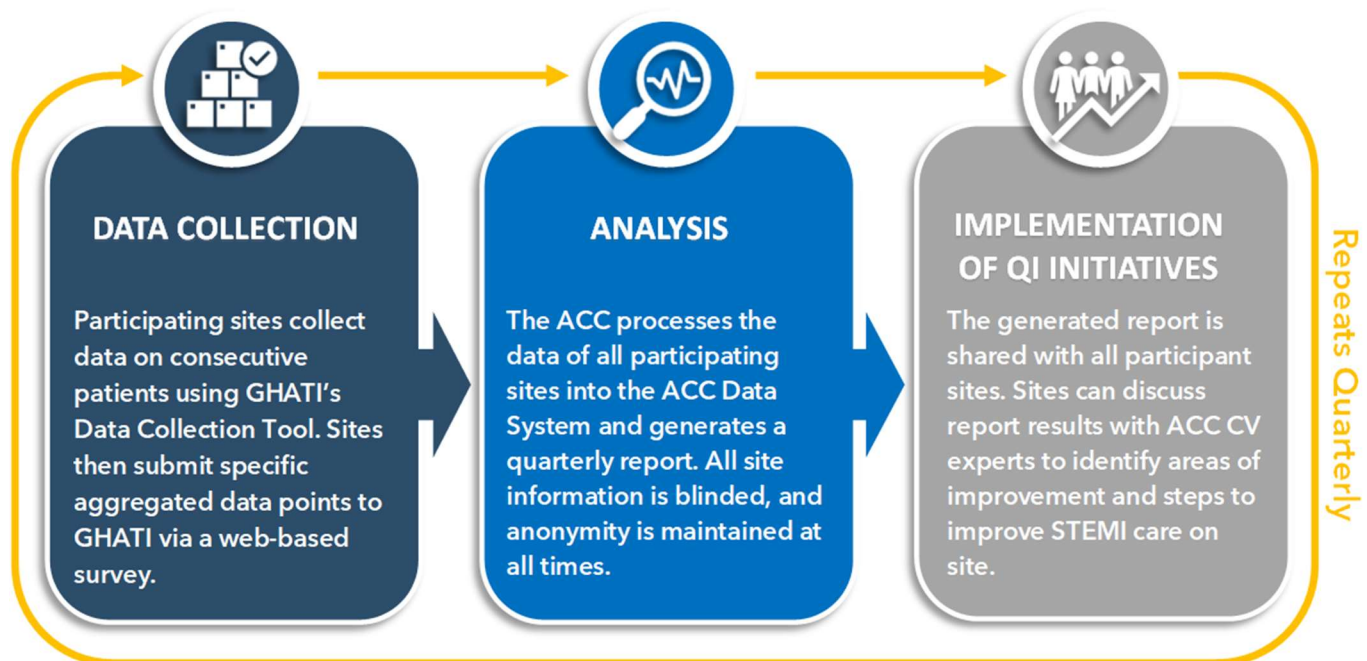 DATA COLLECTION
Participating sites collect
data on consecutive
patients using GHATI's
Data Collection Tool. Sites
then submit specific
aggregated data points to
GHATI via a web-based
survey.
ANALYSIS
The ACC processes the
data of all participating
sites into the ACC Data
System and generates a
quarterly report. All site
information is blinded, and
anonymity is maintained at
all times.
IMPLEMENTATION
OF QI INITIATIVES
The generated report is
shared with all participant
sites. Sites can discuss
report results with ACC CV
experts to identify areas of
improvement and steps to
improve STEMI care on
site.
Repeats Quarterly